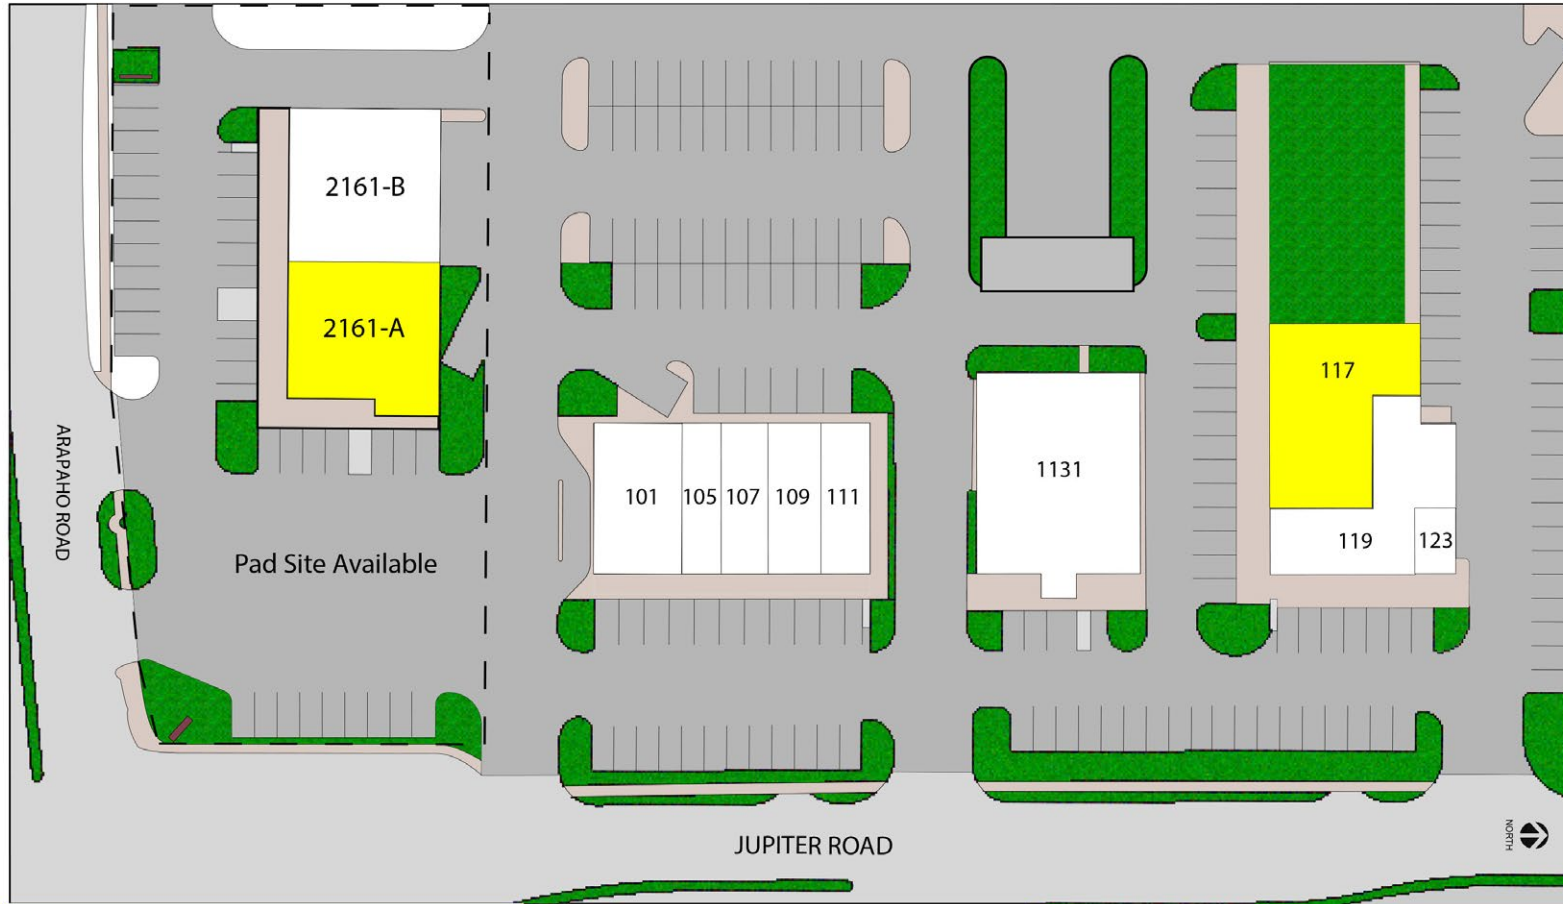 2161-B
2161-A
117
ARAPAHO ROAD
1131
101
105
107
109
111
119
123
Pad Site Available
NORTH
JUPITER ROAD